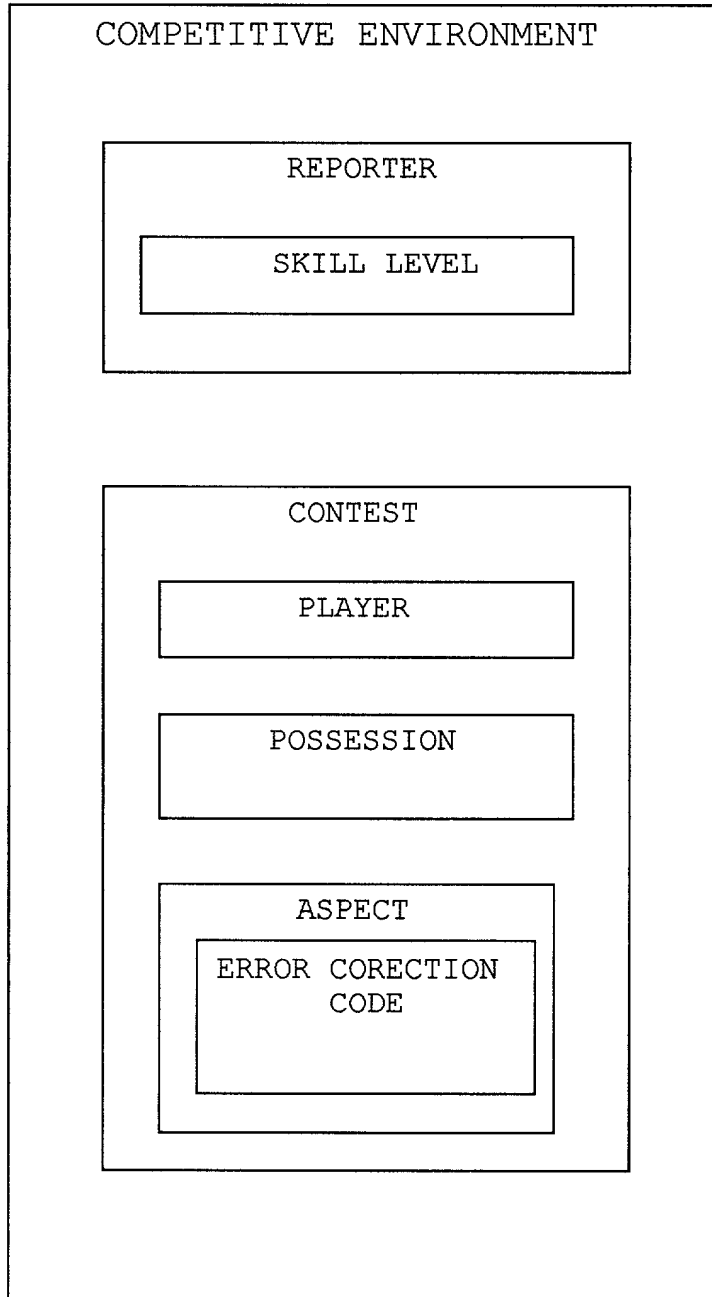 COMPETITIVE ENVIRONMENT
REPORTER
SKILL LEVEL
CONTEST
PLAYER
POSSESSION
ASPECT
ERROR CORECTION
CODE